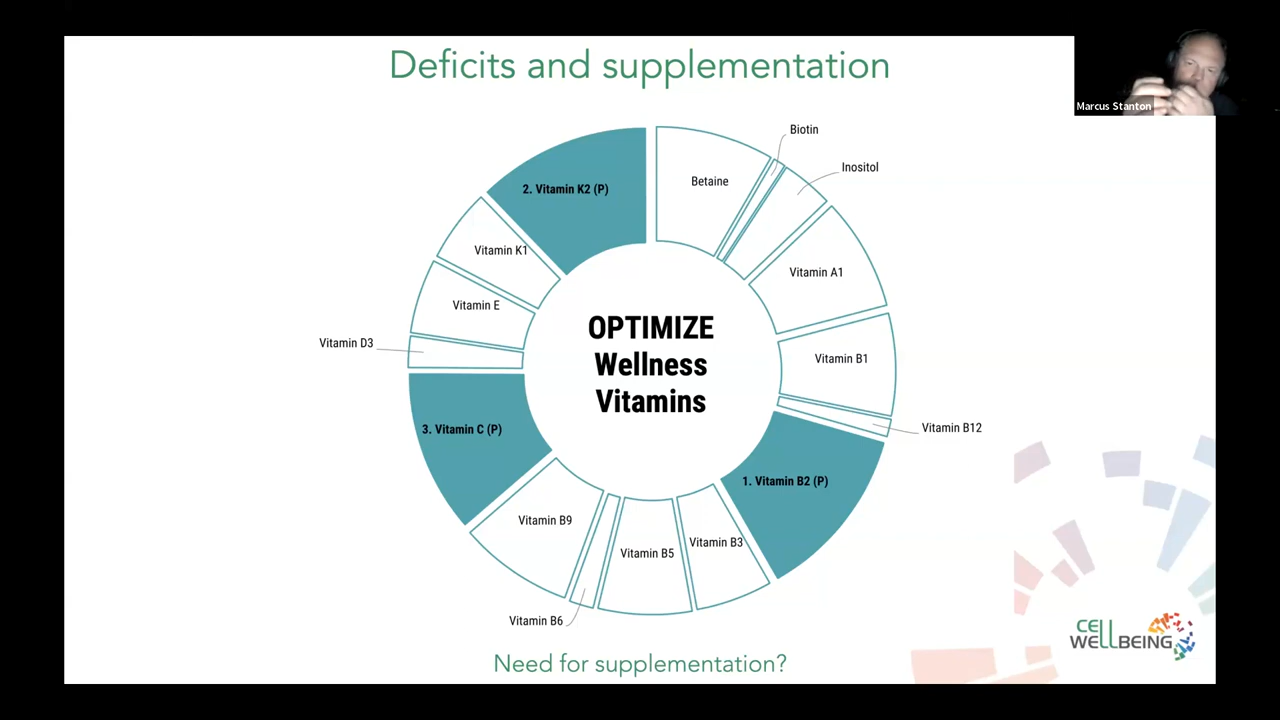 Deficits and supplementation
Marcus Stanton
Biotin
Inositol
Betaine
2. Vitamin K2 (P)
Vitamin K1
Vitamin A1
Vitamin E
OPTIMIZE
Wellness
Vitamins
Vitamin D3
Vitamin B1
3. Vitamin C (P)
Vitamin B12
1. Vitamin B2 (P)
Vitamin B9
Vitamin B5
Vitamin B3
Vitamin B6
CELL
WELLBEING
Need for supplementation?